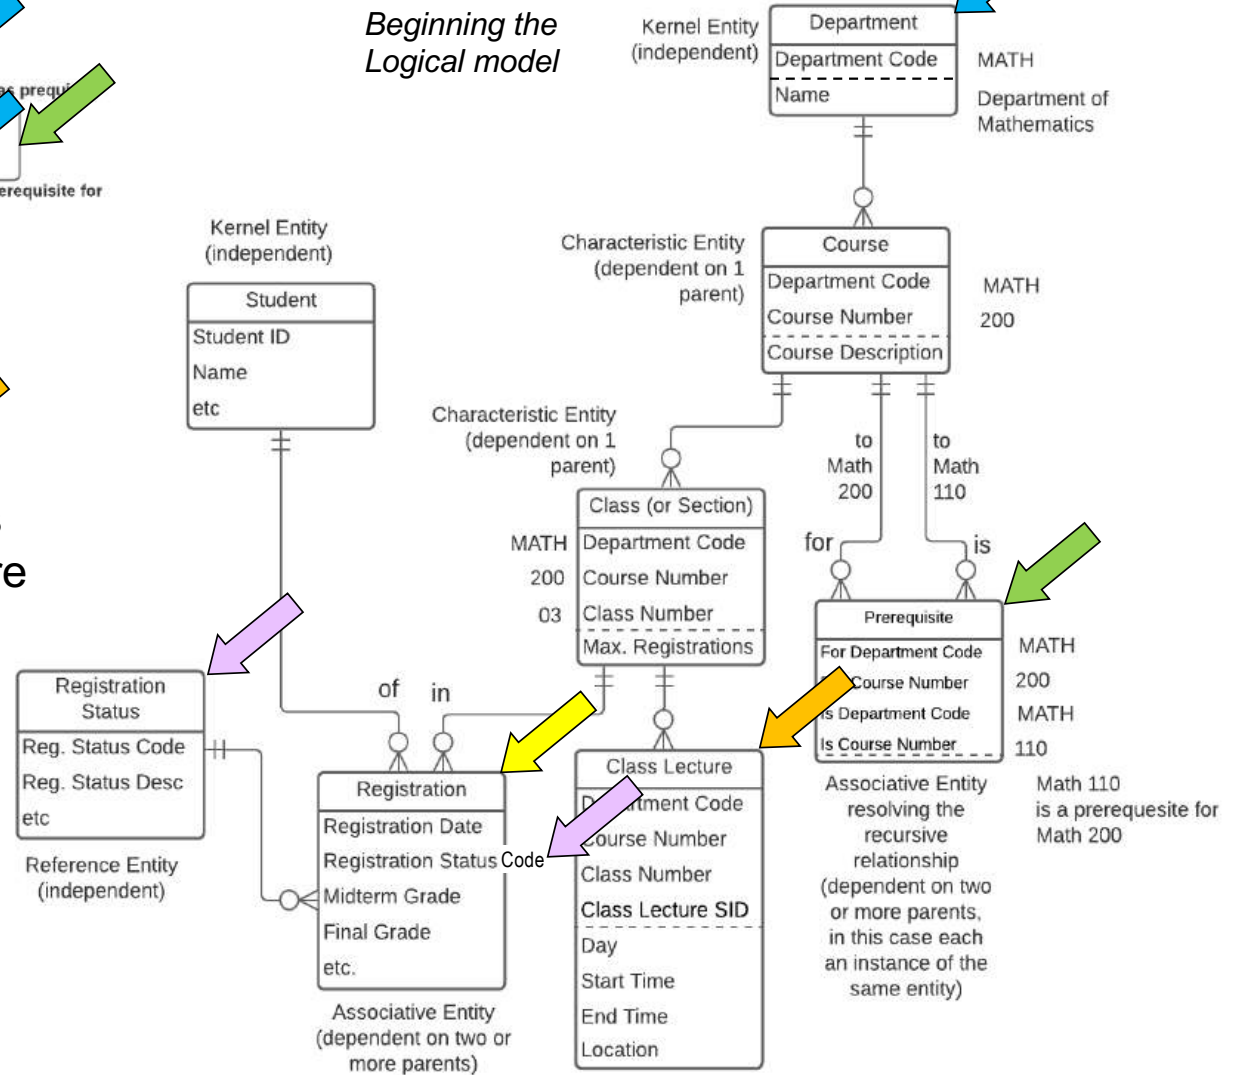 Beginning the
Logical model
as prequi
erequisite for
re
Kernel Entity
(independent)
Department
Department Code
Name
MATH
Department of
Mathematics
Characteristic Entity
(dependent on 1
parent)
Course
Department Code
Course Number
Course Description
MATH
200
Kernel Entity
(independent)
Student
Student ID
Name
etc
Characteristic Entity
(dependent on 1
parent)
Class (or Section)
MATH
200
03
Department Code
Course Number
Class Number
Max. Registrations
to
Math
200
to
Math
110
for
is
Prerequisite
For Department Code
Course Number
Is Department Code
Is Course Number
MATH
200
MATH
110
Associative Entity
resolving the
recursive
relationship
(dependent on two
or more parents,
in this case each
an instance of the
same entity)
Math 110
is a prerequesite for
Math 200
Registration
Status
Reg. Status Code
Reg. Status Desc
etc
Reference Entity
(independent)
of
in
Registration
Registration Date
Registration Status Code
Midterm Grade
Final Grade
etc.
Associative Entity
(dependent on two or
more parents)
Class Lecture
Department Code
Course Number
Class Number
Class Lecture SID
Day
Start Time
End Time
Location